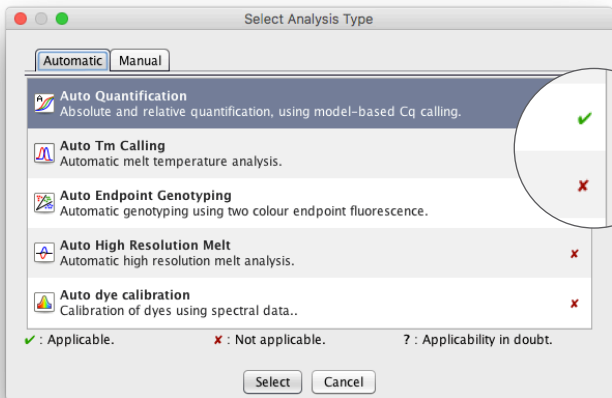 Select Analysis Type
Automatic
Manual
Auto Quantification
Absolute and relative quantification, using model-based Cq calling.
Auto Tm Calling
Automatic melt temperature analysis.
Auto Endpoint Genotyping
Automatic genotyping using two colour endpoint fluorescence.
Auto High Resolution Melt
Automatic high resolution melt analysis.
Auto dye calibration
Calibration of dyes using spectral data..
✔ : Applicable. ✘ : Not applicable. ? : Applicability in doubt.
Select Cancel